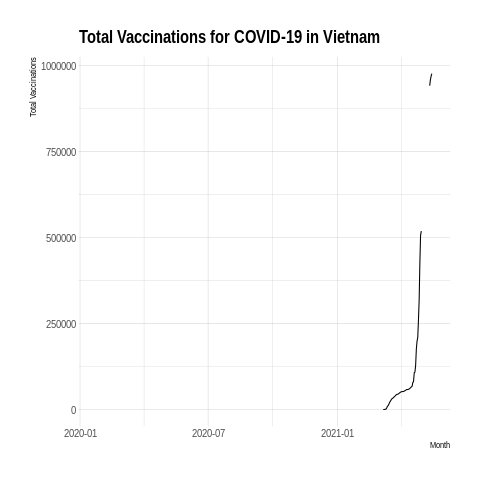 Total Vaccinations for COVID-19 in Vietnam
Total Vaccinations
1000000
750000
500000
250000
0
2020-01 2020-07 2021-01
Month